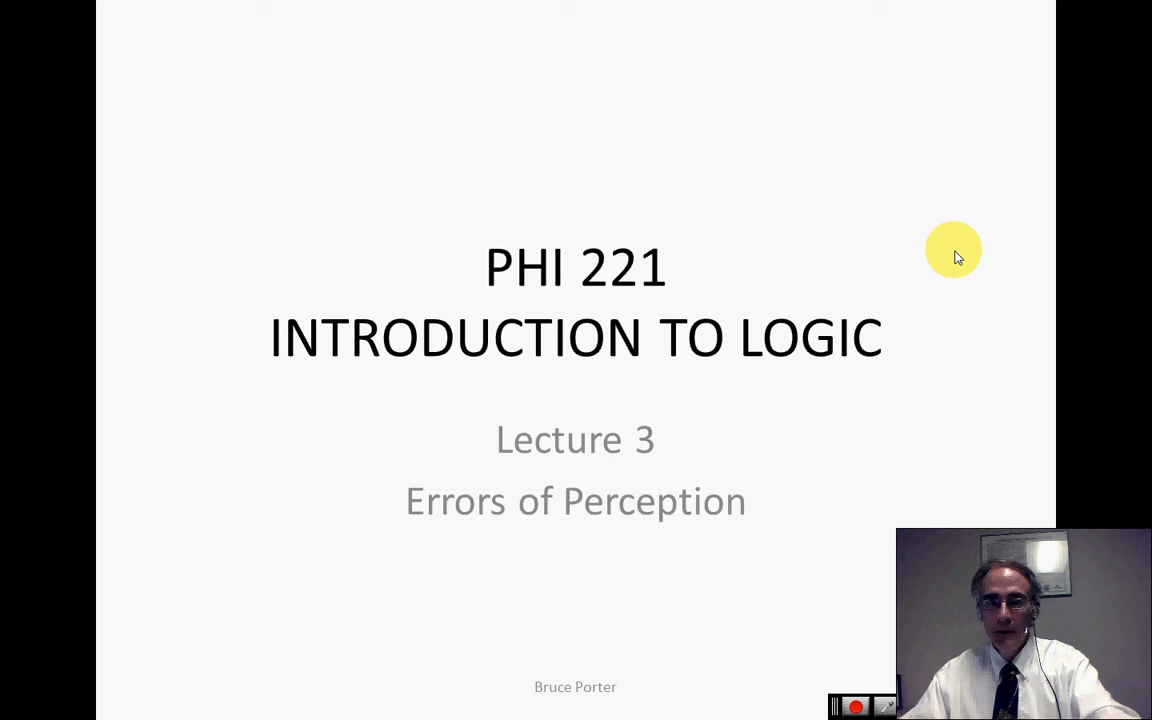 PHI 221
INTRODUCTION TO LOGIC
Lecture 3
Errors of Perception
Bruce Porter